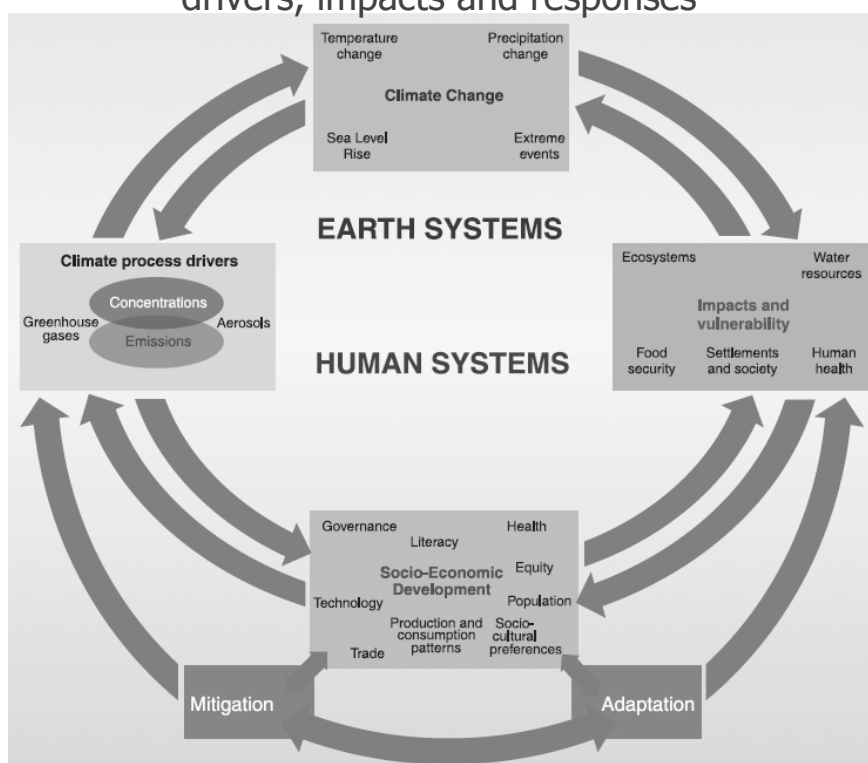 drivers, impacts and responses
Temperature
change
Precipitation
change
Climate Change
Sea Level
Rise
Extreme
events
EARTH SYSTEMS
Climate process drivers
Concentrations
Greenhouse
gases
Aerosols
Emissions
Ecosystems
Water
resources
Impacts and
vulnerability
Food
security
Settlements
and society
Human
health
HUMAN SYSTEMS
Governance
Literacy
Health
Socio-Economic
Development
Equity
Technology
Population
Production and
consumption
patterns
Socio-
cultural
preferences
Trade
Mitigation
Adaptation